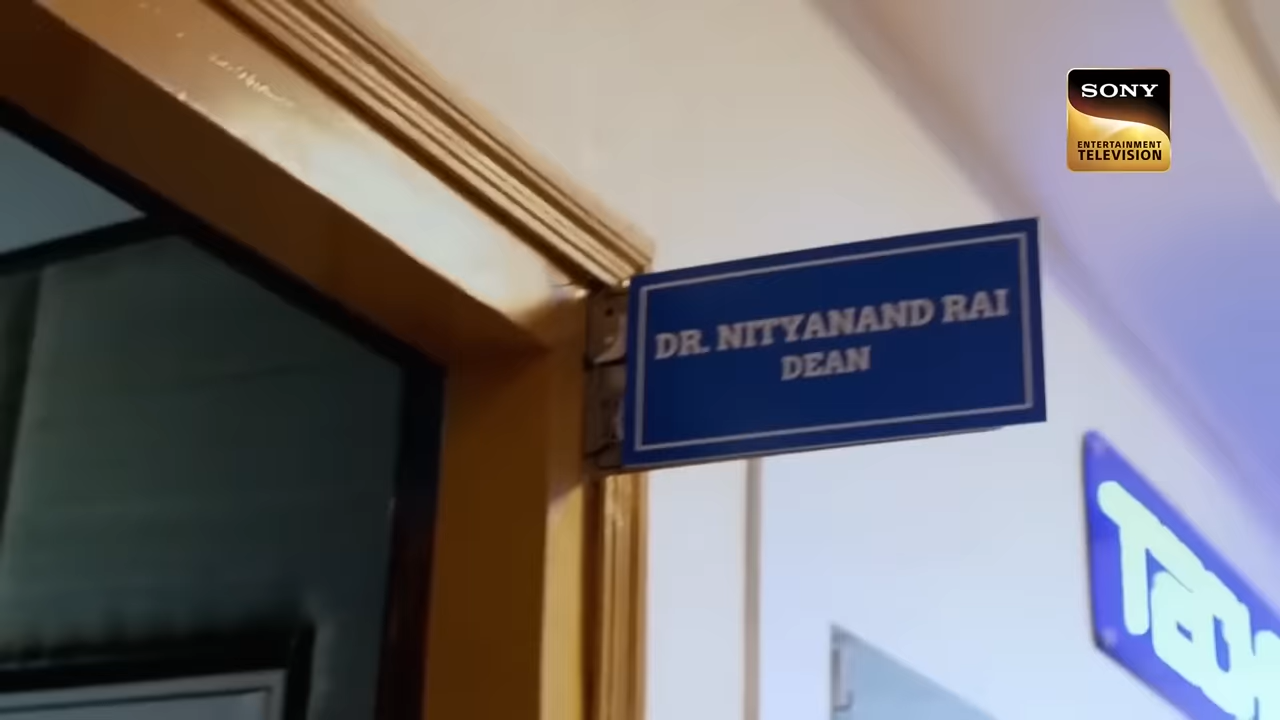 SONY
ENTERTAINMENT
TELEVISION
DR. NITYANAND RAI
DEAN